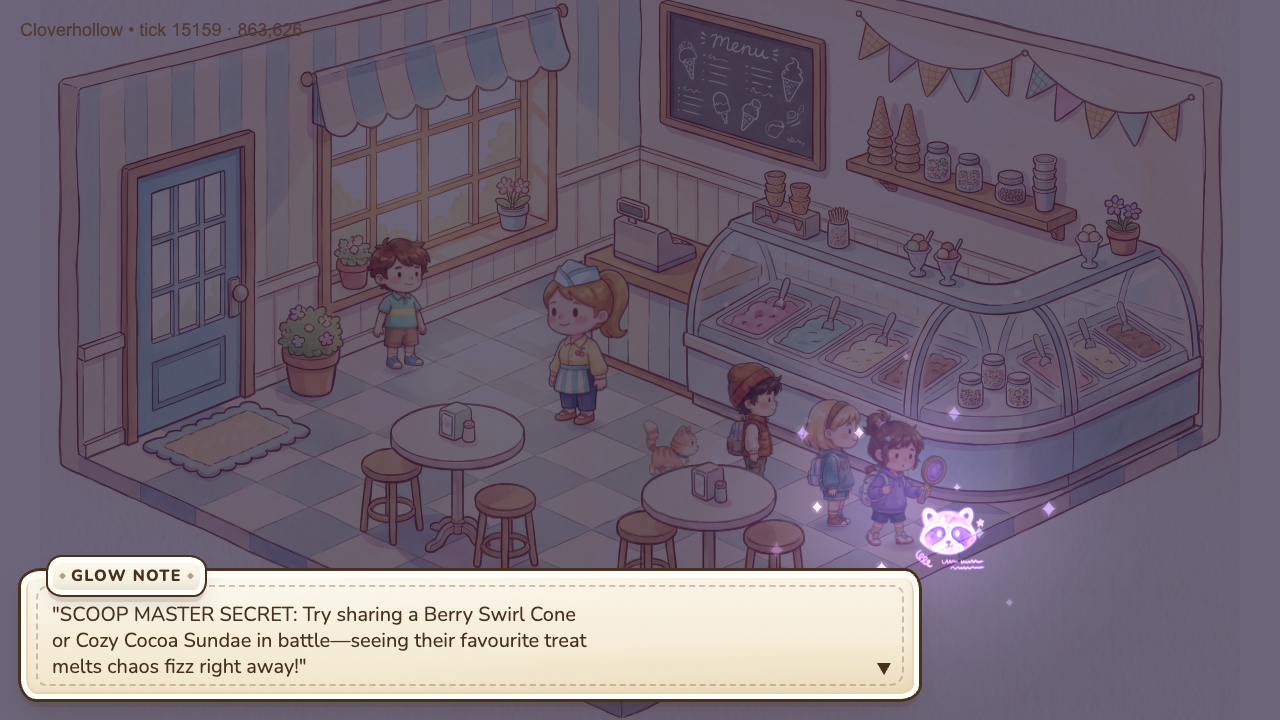 Cloverhollow • tick 15159 · 863,626
menu
GLOW NOTE
"SCOOP MASTER SECRET: Try sharing a Berry Swirl Cone
or Cozy Cocoa Sundae in battle—seeing their favourite treat
melts chaos fizz right away!"